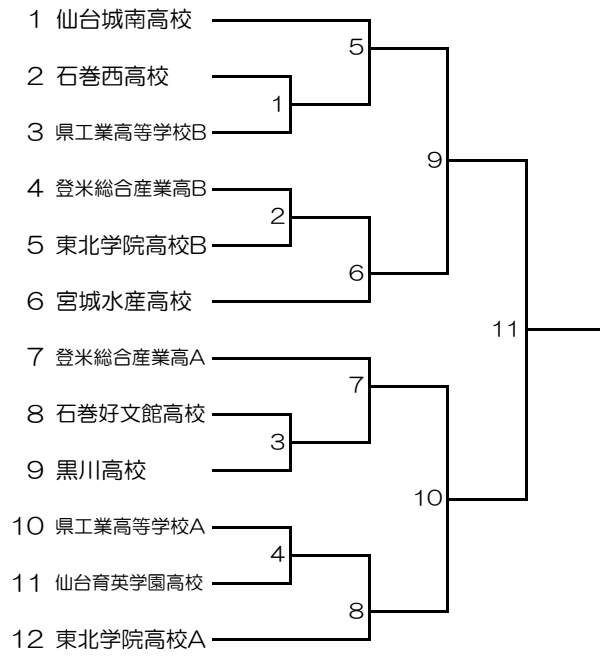 1 仙台城南高校
2 石巻西高校
3 県工業高等学校B
4 登米総合産業高B
5 東北学院高校B
6 宮城水産高校
7 登米総合産業高A
8 石巻好文館高校
9 黒川高校
10 県工業高等学校A
11 仙台育英学園高校
12 東北学院高校A
1
2
3
4
5
6
7
8
9
10
11